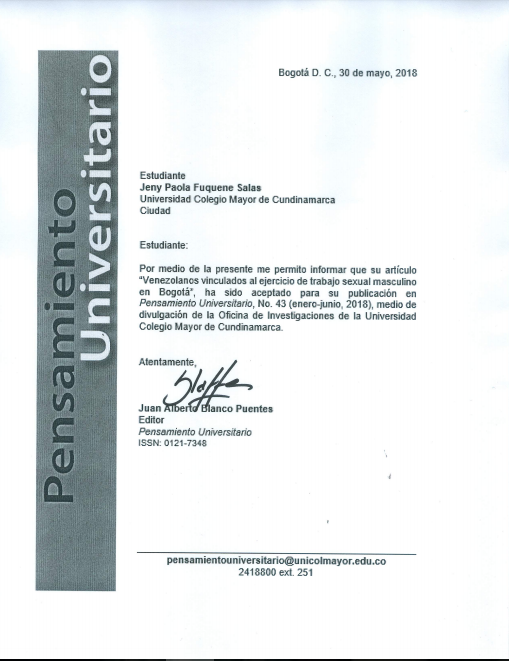 Pensamiento
Universitario
Bogotá D. C., 30 de mayo, 2018
Estudiante
Jeny Paola Fuquene Salas
Universidad Colegio Mayor de Cundinamarca
Ciudad
Estudiante:
Por medio de la presente me permito informar que su artículo
“Venezolanos vinculados al ejercicio de trabajo sexual masculino
en Bogotá”, ha sido aceptado para su publicación en
Pensamiento Universitario, No. 43 (enero-junio, 2018), medio de
divulgación de la Oficina de Investigaciones de la Universidad
Colegio Mayor de Cundinamarca.
Atentamente,
Juan Alberto Blanco Puentes
Editor
Pensamiento Universitario
ISSN: 0121-7348
pensamientouniversitario@unicolmayor.edu.co
2418800 ext. 251